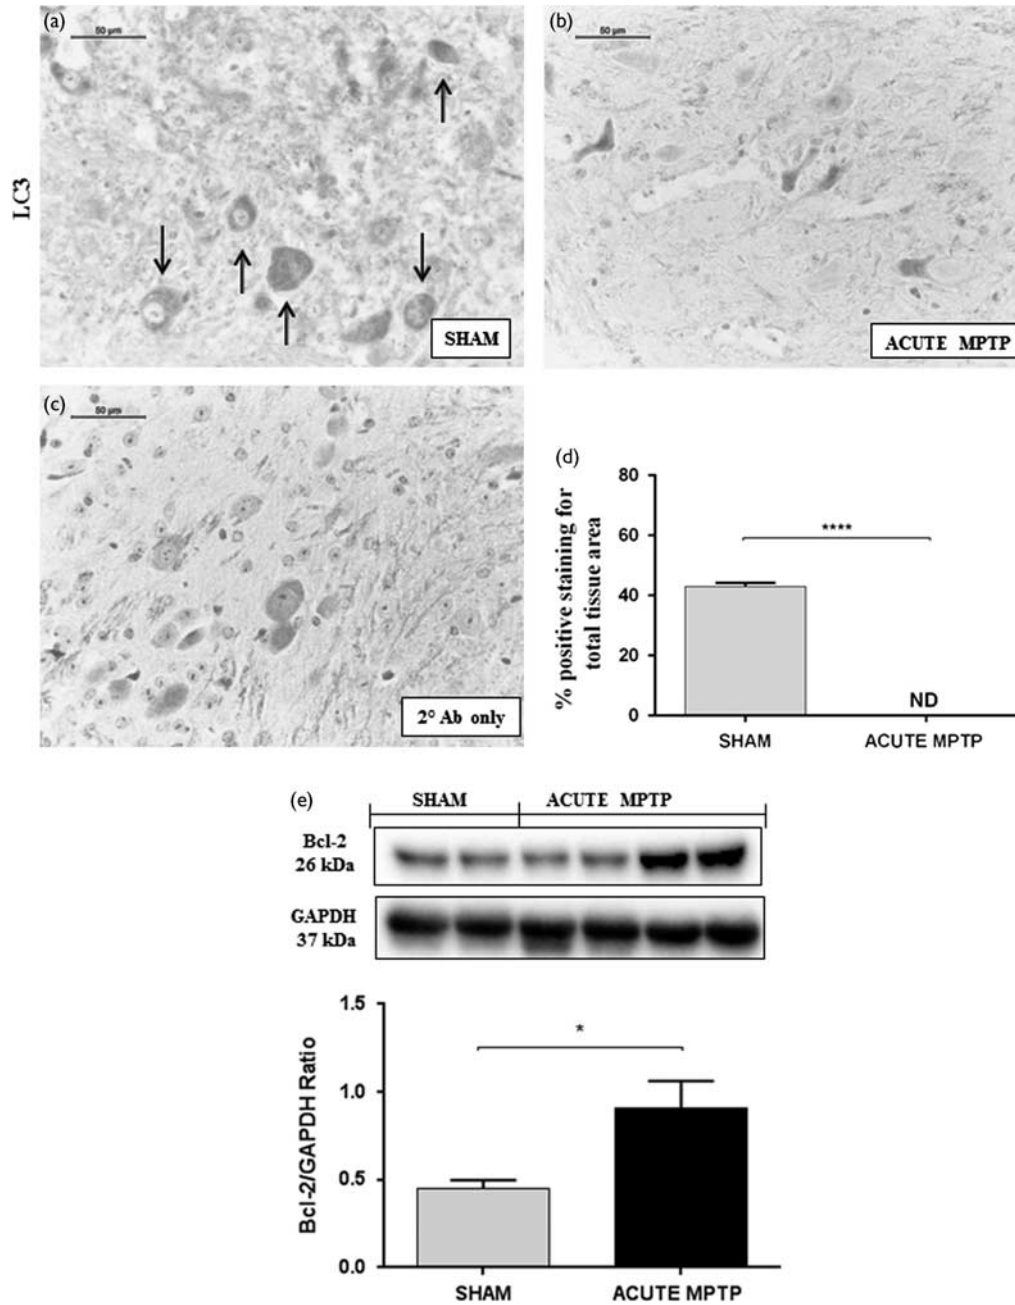 (a)
50 µm
LC3
SHAM
(b)
50 µm
ACUTE MPTP
(c)
50 µm
2° Ab only
(d)
% positive staining for
total tissue area
80
60
40
20
0
****
ND
SHAM
ACUTE MPTP
(e)
SHAM
ACUTE MPTP
Bcl-2
26 kDa
GAPDH
37 kDa
Bcl-2/GAPDH Ratio
1.5
1.0
0.5
0.0
*
SHAM
ACUTE MPTP